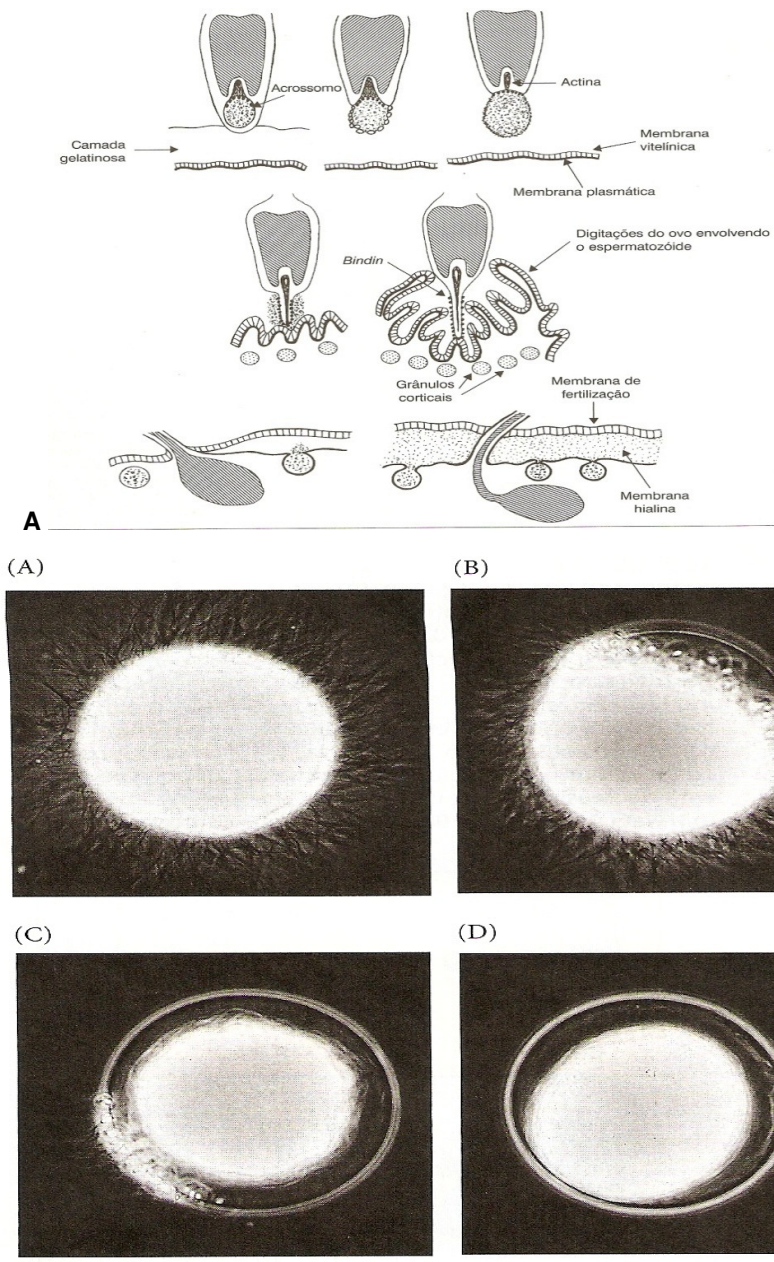 Acrossomo
Actina
Camada
gelatinosa
Membrana
vitelínica
Membrana plasmática
Digitações do ovo envolvendo
o espermatozóide
Bindin
Grânulos
corticais
Membrana de
fertilização
Membrana
hialina
A
(A)
(B)
(C)
(D)